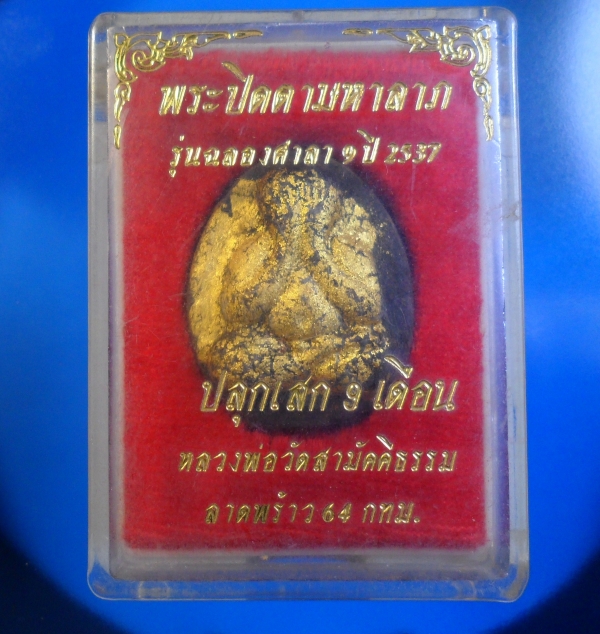 พระปิดตามหาลาภ
รุ่นฉลองศาลา ๑ ปี 2537
ปลุกเสก 9 เดือน
หลวงพ่อวัดสามัคคีธรรม
ลาดพร้าว 64 กทม.